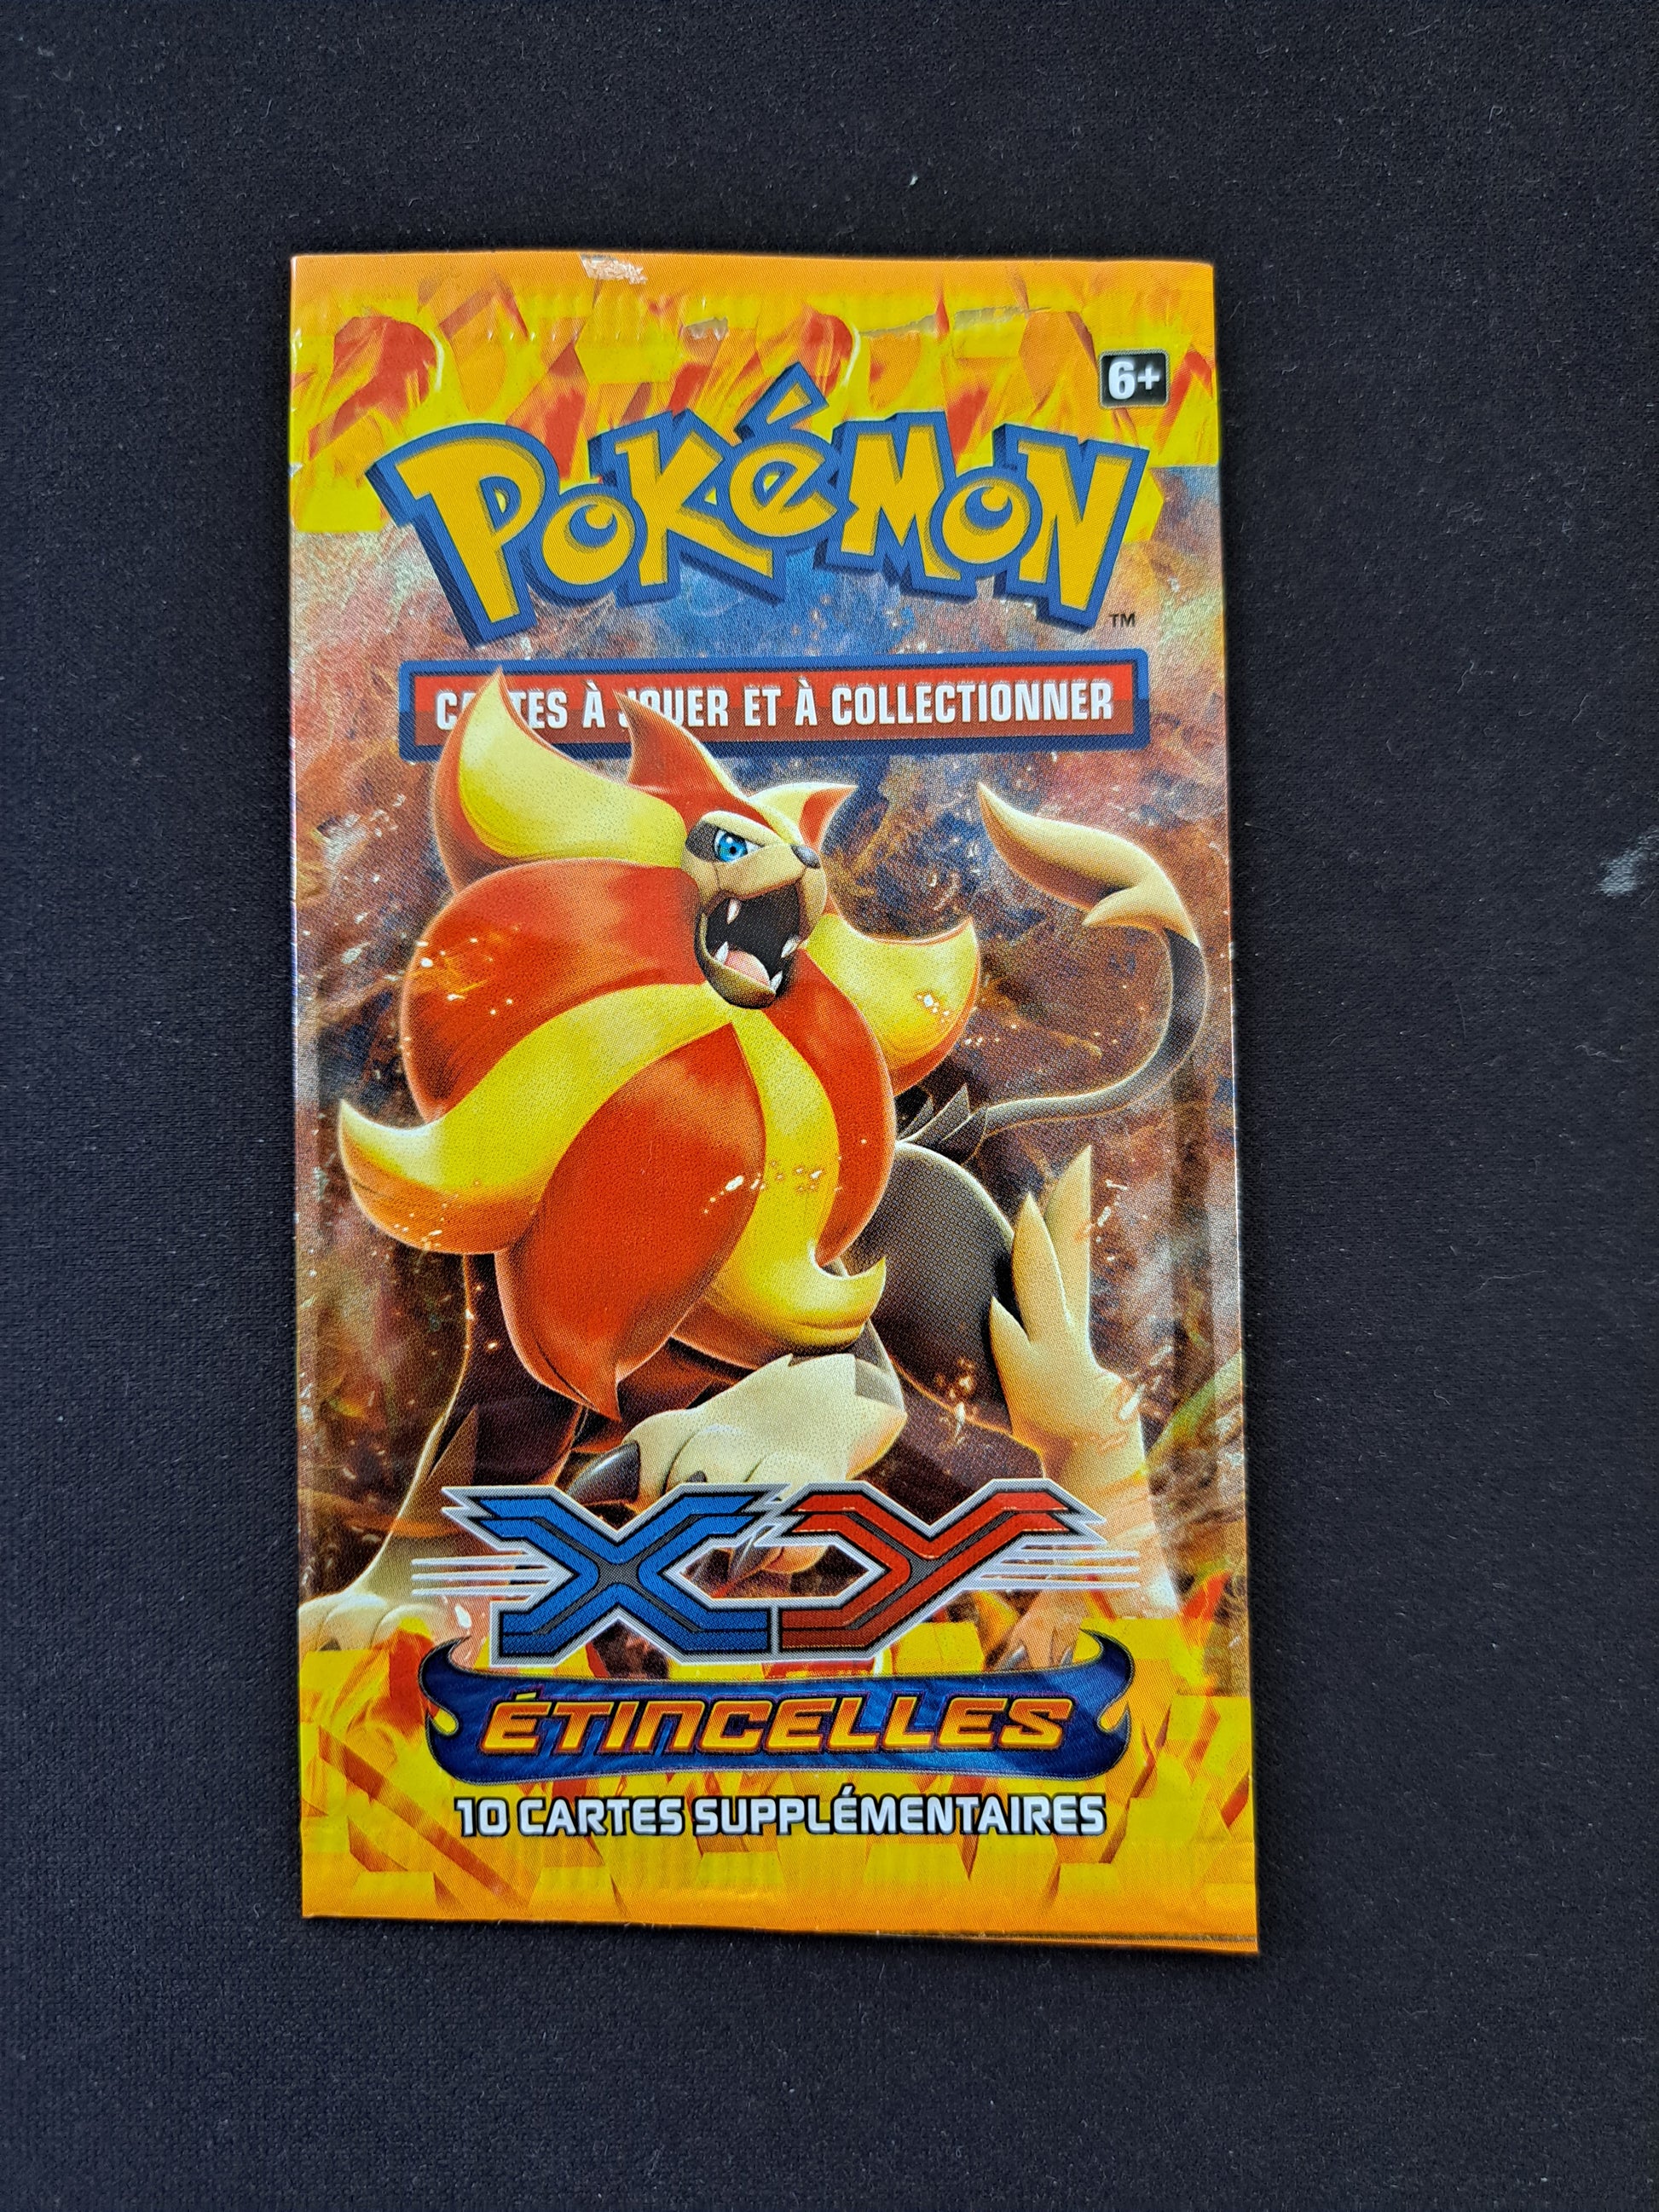 6+
POKéMON
TM
CARTES À JOUER ET À COLLECTIONNER
XY
ÉTINCELLES
10 CARTES SUPPLÉMENTAIRES